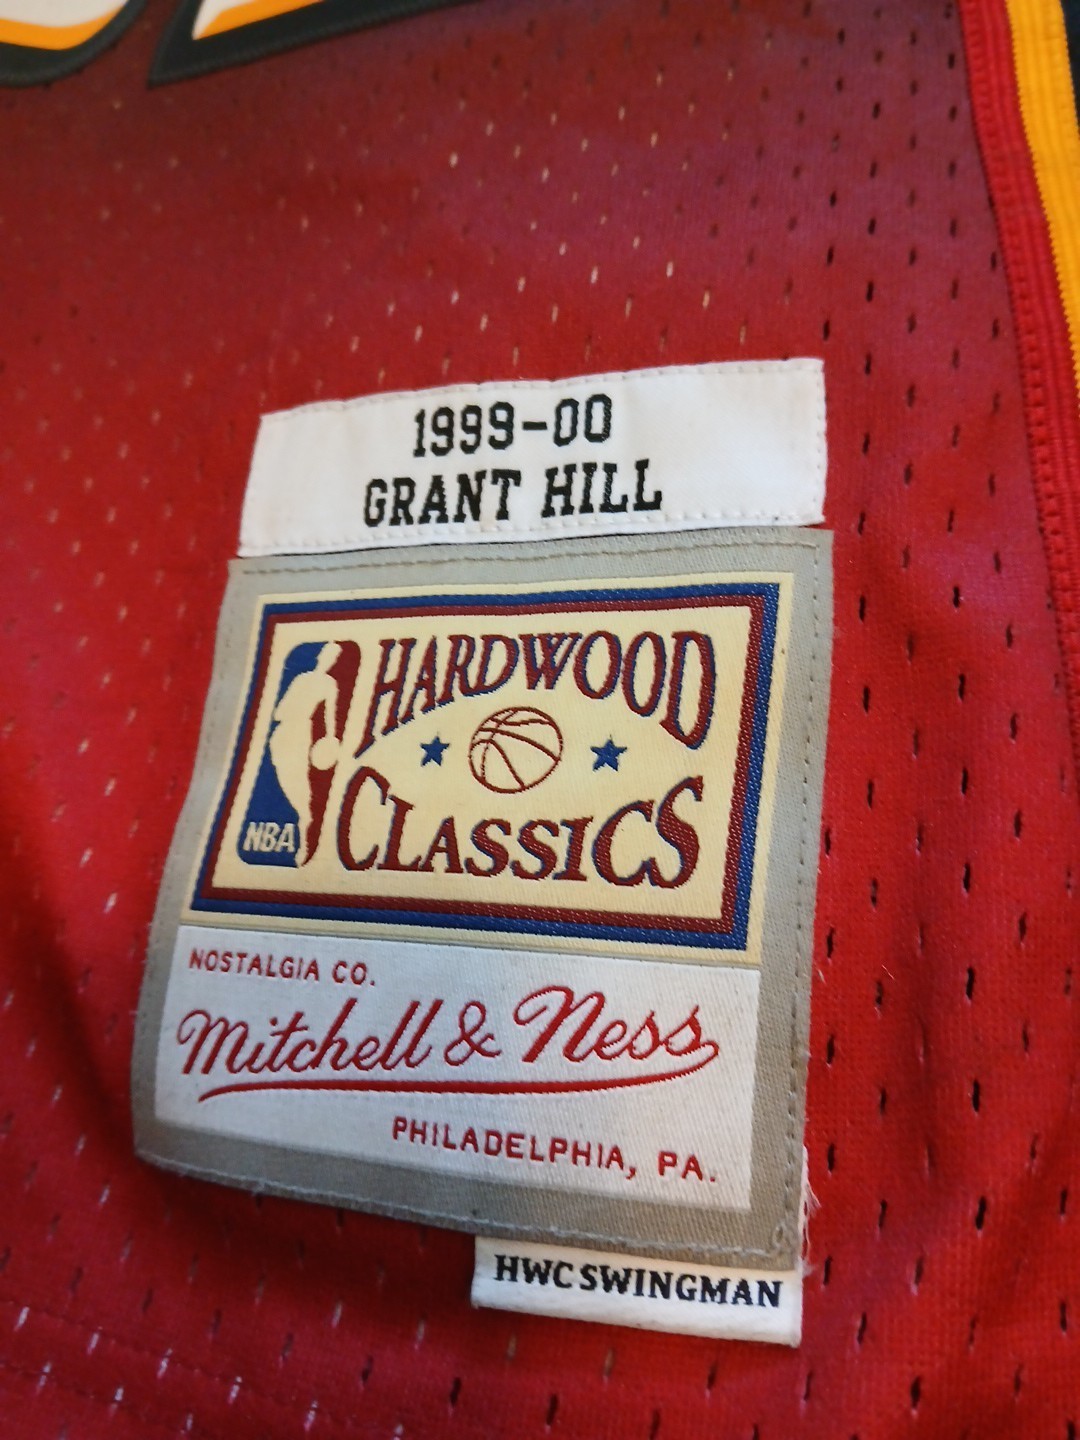 1999-00
GRANT HILL
HARDWOOD
CLASSICS
NBA
NOSTALGIA CO.
Mitchell & Ness
PHILADELPHIA, PA.
HWC SWINGMAN